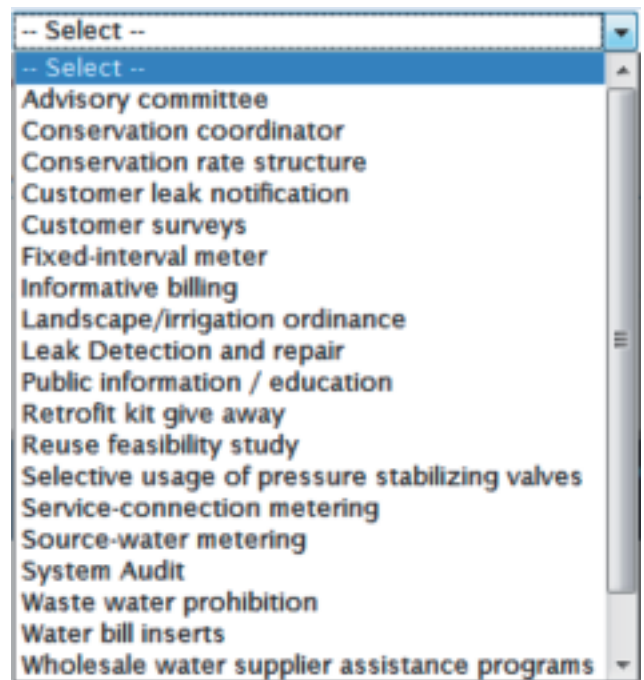 -- Select --
-- Select --
Advisory committee
Conservation coordinator
Conservation rate structure
Customer leak notification
Customer surveys
Fixed-interval meter
Informative billing
Landscape/irrigation ordinance
Leak Detection and repair
Public information / education
Retrofit kit give away
Reuse feasibility study
Selective usage of pressure stabilizing valves
Service-connection metering
Source-water metering
System Audit
Waste water prohibition
Water bill inserts
Wholesale water supplier assistance programs